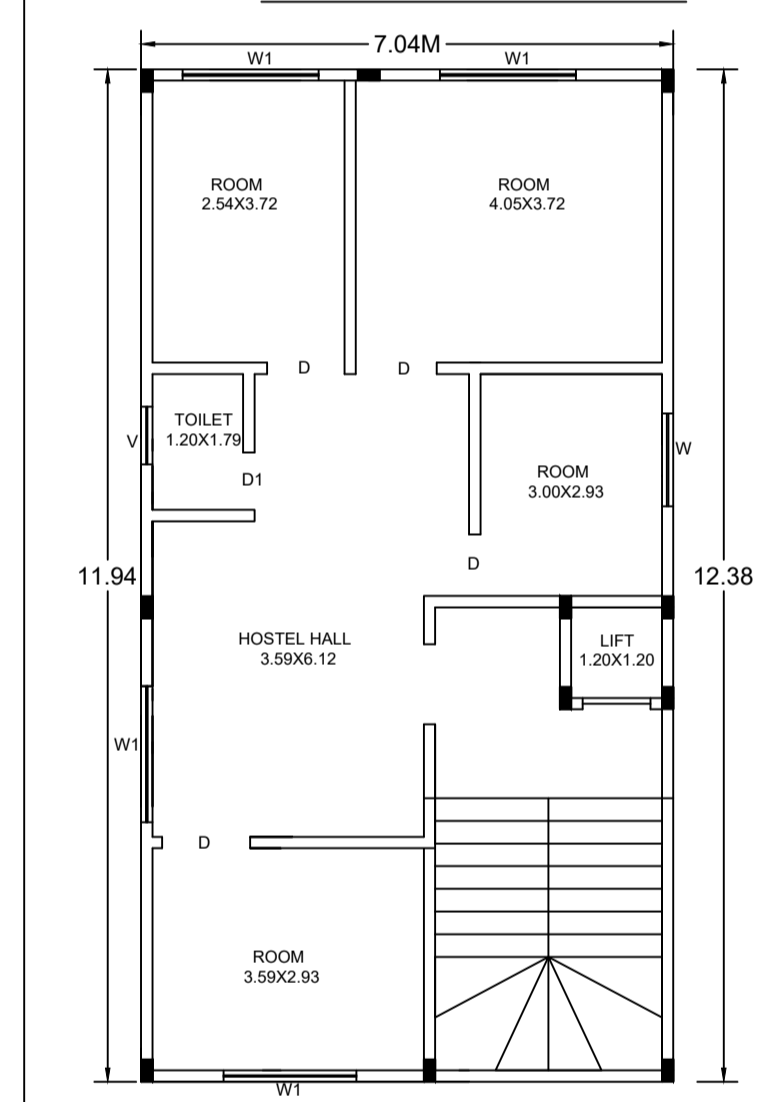 7.04M
W1
W1
ROOM
2.54X3.72
ROOM
4.05X3.72
D
D
TOILET
1.20X1.79
V
D1
W
ROOM
3.00X2.93
D
11.94
12.38
HOSTEL HALL
3.59X6.12
LIFT
1.20X1.20
W1
D
ROOM
3.59X2.93
W1